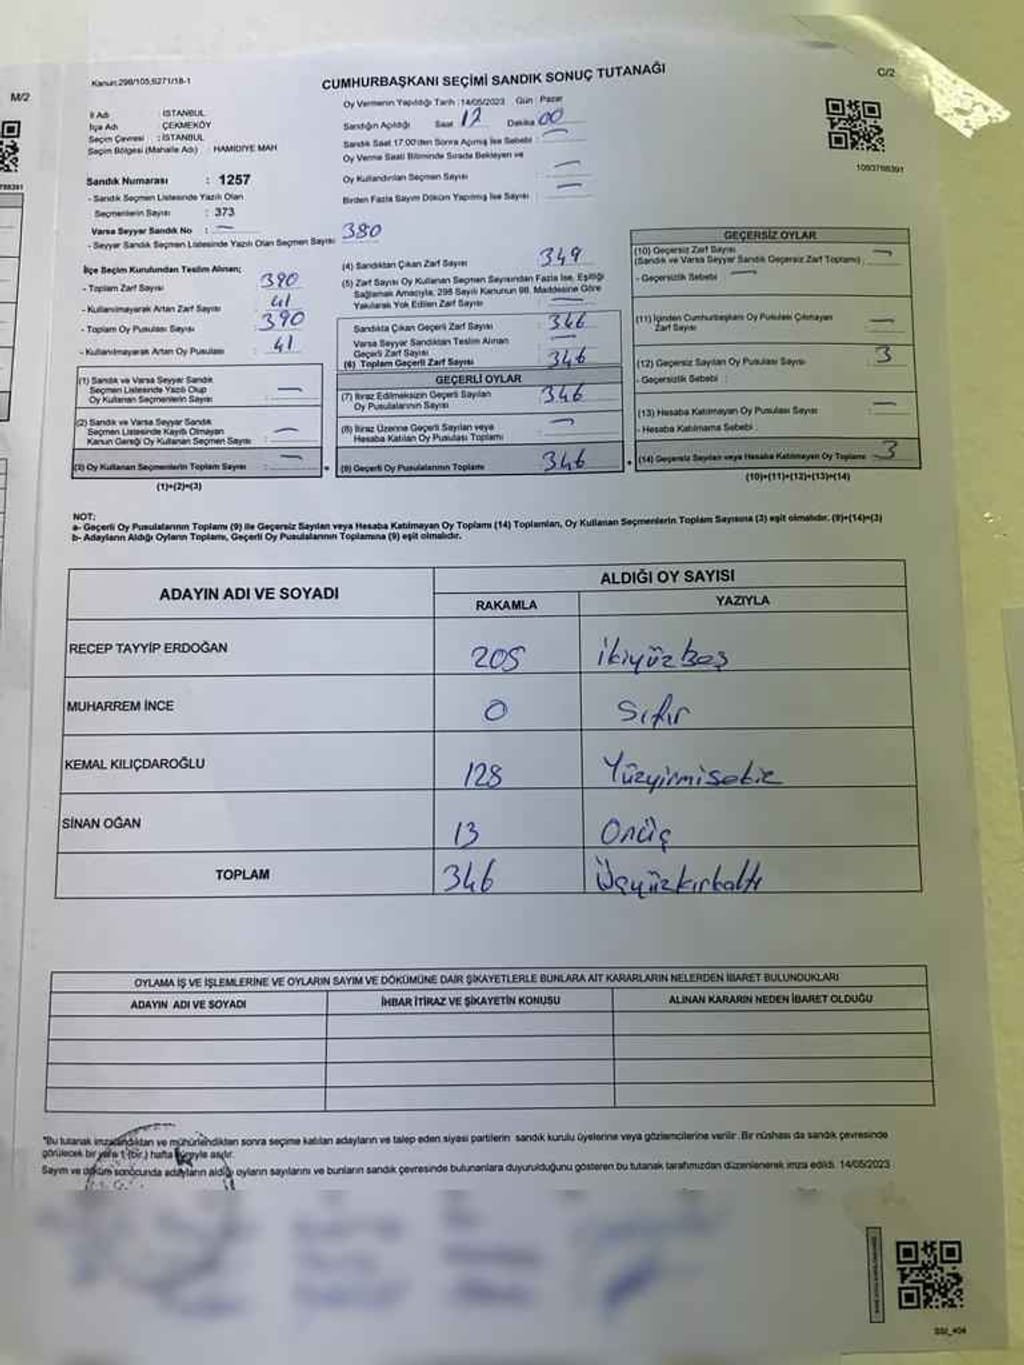 M/2
Kanun:298/105,6271/18-1
CUMHURBAŞKANI SEÇİMİ SANDIK SONUÇ TUTANAĞI
C/2
İl Adı : İSTANBUL
İlçe Adı : ÇEKMEKÖY
Seçim Çevresi : İSTANBUL
Seçim Bölgesi (Mahalle Adı) HAMİDİYE MAH
Sandık Numarası : 1257
- Sandık Seçmen Listesinde Yazılı Olan
Seçmenlerin Sayısı : 373
Varsa Seyyar Sandık No : —
- Seyyar Sandık Seçmen Listesinde Yazılı Olan Seçmen Sayısı 380
Oy Vermenin Yapıldığı Tarih : 14/05/2023 Gün : Pazar
Sandığın Açıldığı Saat 17 Dakika 00
Sandık Saat 17:00'den Sonra Açılmış İse Sebebi : —
Oy Verme Saati Bitiminde Sırada Bekleyen ve
Oy Kullandırılan Seçmen Sayısı : —
Birden Fazla Sayım Döküm Yapılmış İse Sayısı : —
1093788391
788391
İlçe Seçim Kurulundan Teslim Alınan;
- Toplam Zarf Sayısı : 390
- Kullanılmayarak Artan Zarf Sayısı : 41
- Toplam Oy Pusulası Sayısı : 390
- Kullanılmayarak Artan Oy Pusulası : 41
(1) Sandık ve Varsa Seyyar Sandık
Seçmen Listesinde Yazılı Olup
Oy Kullanan Seçmenlerin Sayısı : —
(2) Sandık ve Varsa Seyyar Sandık
Seçmen Listesinde Kayıtlı Olmayan
Kanun Gereği Oy Kullanan Seçmen Sayısı : —
(3) Oy Kullanan Seçmenlerin Toplam Sayısı : —
(1)+(2)=(3)
(4) Sandıktan Çıkan Zarf Sayısı : 349
(5) Zarf Sayısı Oy Kullanan Seçmen Sayısından Fazla İse, Eşitliği
Sağlamak Amacıyla, 298 Sayılı Kanunun 98. Maddesine Göre
Yakılarak Yok Edilen Zarf Sayısı : —
Sandıkta Çıkan Geçerli Zarf Sayısı : 346
Varsa Seyyar Sandıktan Teslim Alınan
Geçerli Zarf Sayısı : —
(6) Toplam Geçerli Zarf Sayısı : 346
GEÇERLİ OYLAR
(7) İtiraz Edilmeksizin Geçerli Sayılan
Oy Pusulalarının Sayısı : 346
(8) İtiraz Üzerine Geçerli Sayılan veya
Hesaba Katılan Oy Pusulası Toplamı : —
(9) Geçerli Oy Pusulalarının Toplamı : 346
GEÇERSİZ OYLAR
(10) Geçersiz Zarf Sayısı
(Sandık ve Varsa Seyyar Sandık Geçersiz Zarf Toplamı) : —
- Geçersizlik Sebebi : —
(11) İçinden Cumhurbaşkanı Oy Pusulası Çıkmayan
Zarf Sayısı : —
(12) Geçersiz Sayılan Oy Pusulası Sayısı : 3
- Geçersizlik Sebebi :
(13) Hesaba Katılmayan Oy Pusulası Sayısı : —
- Hesaba Katılmama Sebebi :
(14) Geçersiz Sayılan veya Hesaba Katılmayan Oy Toplamı : 3
(10)+(11)+(12)+(13)=(14)
NOT:
a- Geçerli Oy Pusulalarının Toplamı (9) ile Geçersiz Sayılan veya Hesaba Katılmayan Oy Toplamı (14) Toplamları, Oy Kullanan Seçmenlerin Toplam Sayısına (3) eşit olmalıdır. (9)+(14)=(3)
b- Adayların Aldığı Oyların Toplamı, Geçerli Oy Pusulalarının Toplamına (9) eşit olmalıdır.
ADAYIN ADI VE SOYADI
ALDIĞI OY SAYISI
RAKAMLA YAZIYLA
RECEP TAYYİP ERDOĞAN 205 ikiyüzbeş
MUHARREM İNCE 0 Sıfır
KEMAL KILIÇDAROĞLU 128 Yüzyirmisekiz
SİNAN OĞAN 13 Onüç
TOPLAM 346 Üçyüzkırkaltı
OYLAMA İŞ VE İŞLEMLERİNE VE OYLARIN SAYIM VE DÖKÜMÜNE DAİR ŞİKAYETLERLE BUNLARA AİT KARARLARIN NELERDEN İBARET BULUNDUKLARI
ADAYIN ADI VE SOYADI İHBAR İTİRAZ VE ŞİKAYETİN KONUSU ALINAN KARARIN NEDEN İBARET OLDUĞU
*Bu tutanak imzalandıktan ve mühürlendikten sonra seçime katılan adayların ve talep eden siyasi partilerin sandık kurulu üyelerine veya gözlemcilerine verilir. Bir nüshası da sandık çevresinde
görülecek bir yere 1 (bir) hafta süreyle asılır.
Sayım ve döküm sonucunda adayların aldığı oyların sayılarını ve bunların sandık çevresinde bulunanlara duyurulduğunu gösteren bu tutanak tarafımızdan düzenlenerek imza edildi. 14/05/2023